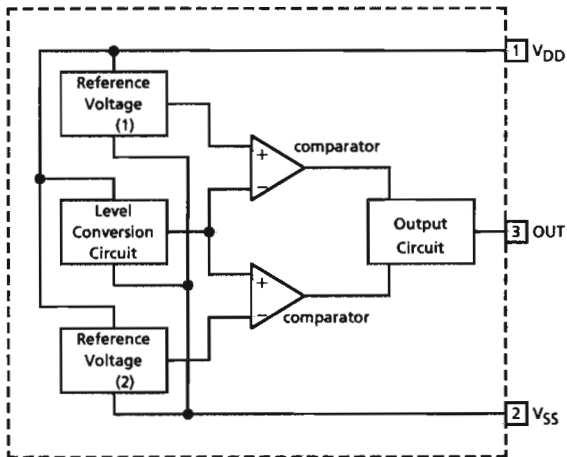 1 VDD
Reference
Voltage
(1)
comparator
+
−
Level
Conversion
Circuit
Output
Circuit
3 OUT
+
−
comparator
Reference
Voltage
(2)
2 VSS